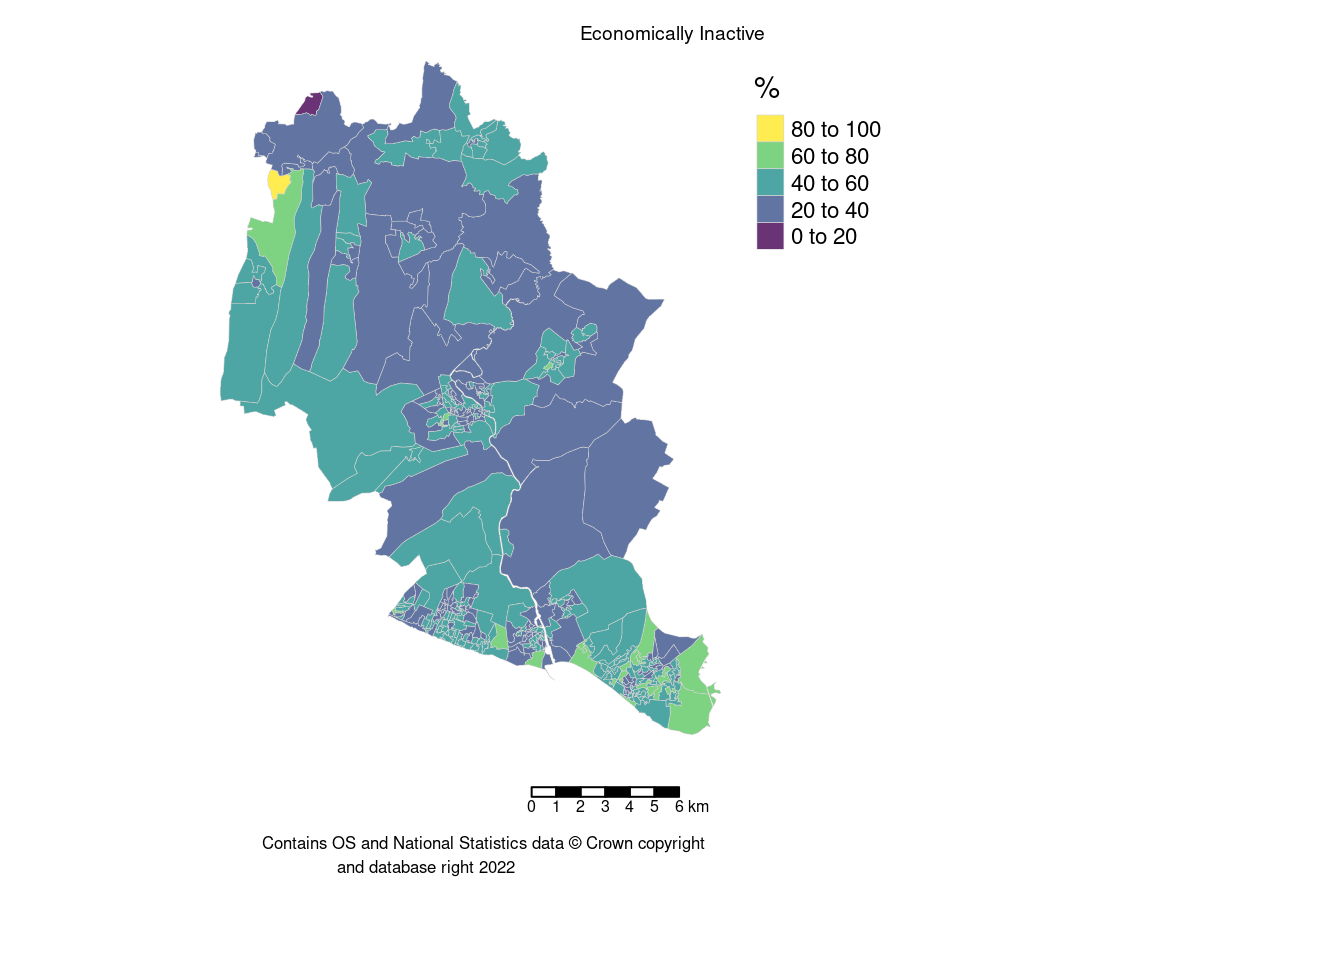 Economically Inactive
%
80 to 100
60 to 80
40 to 60
20 to 40
0 to 20
0 1 2 3 4 5 6 km
Contains OS and National Statistics data © Crown copyright
and database right 2022